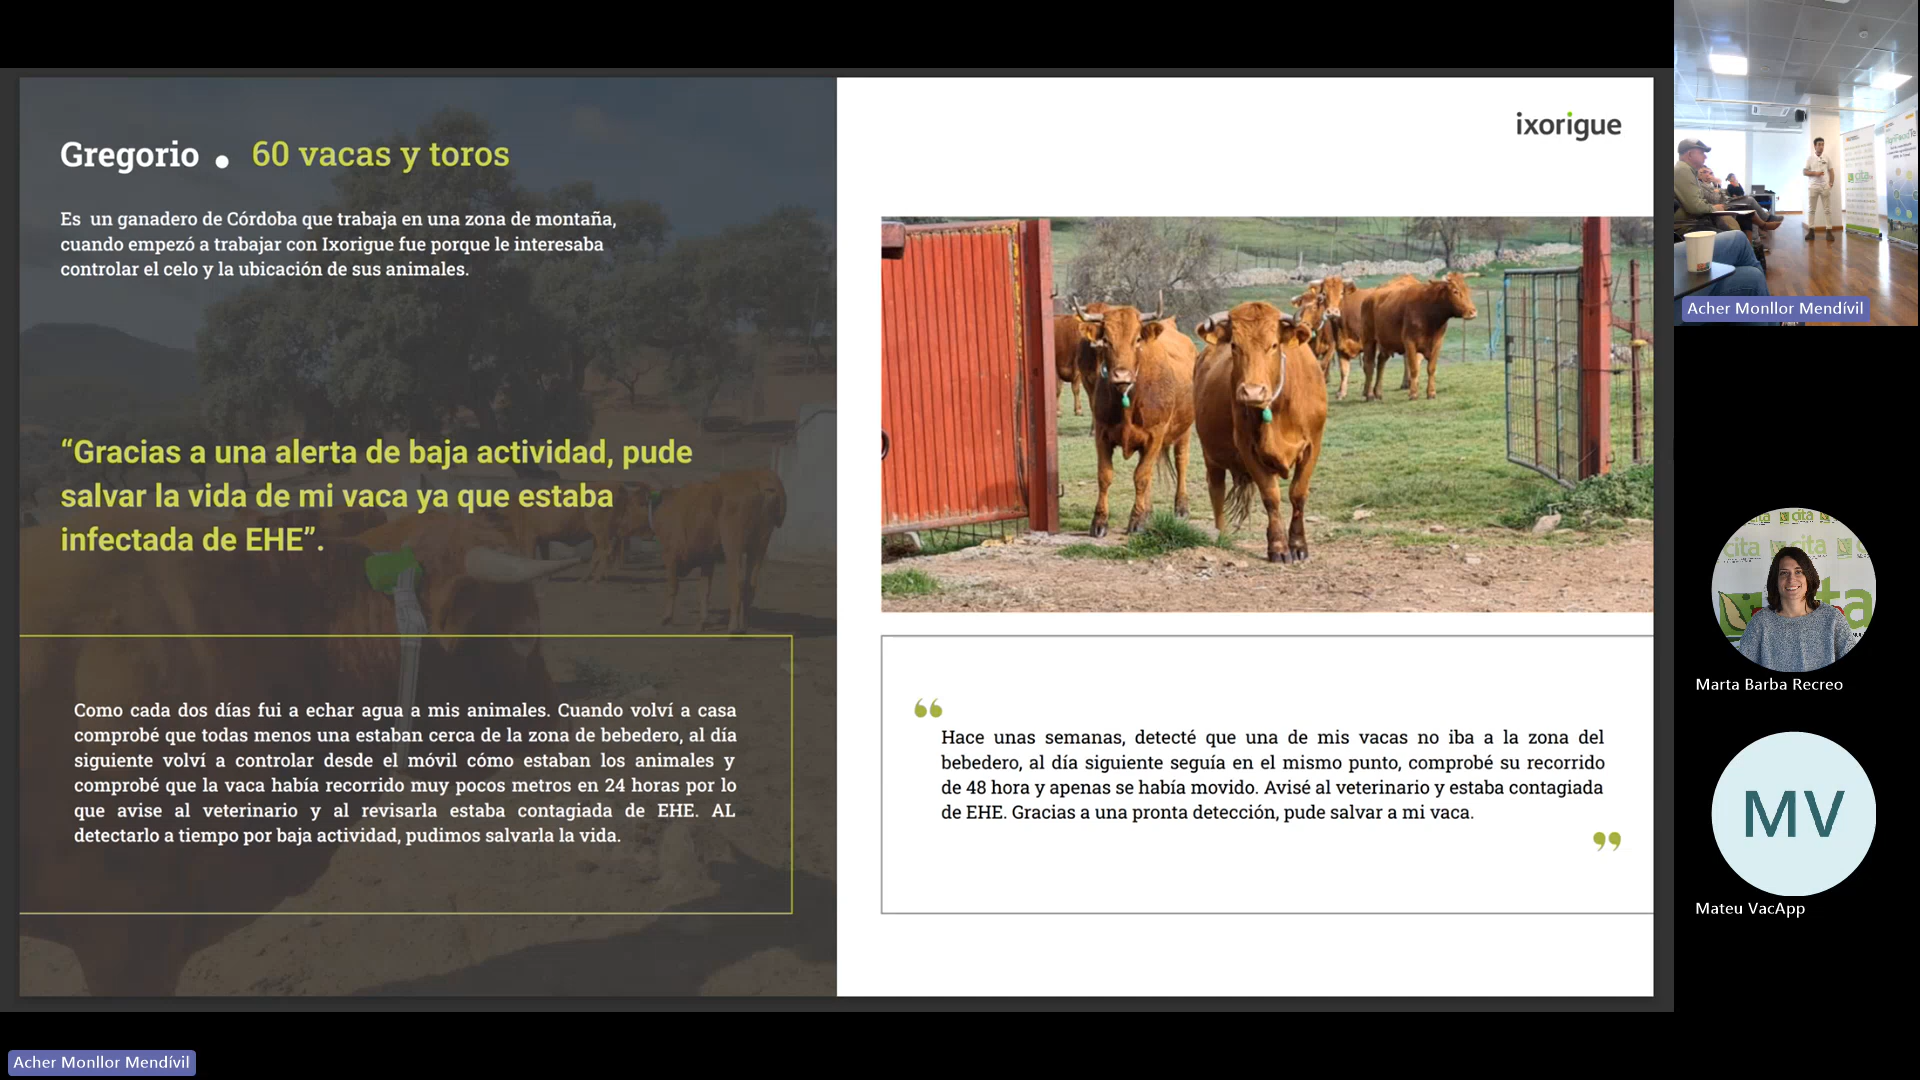 Gregorio • 60 vacas y toros
Es un ganadero de Córdoba que trabaja en una zona de montaña,
cuando empezó a trabajar con Ixorigue fue porque le interesaba
controlar el celo y la ubicación de sus animales.
“Gracias a una alerta de baja actividad, pude
salvar la vida de mi vaca ya que estaba
infectada de EHE”.
Como cada dos días fui a echar agua a mis animales. Cuando volví a casa
comprobé que todas menos una estaban cerca de la zona de bebedero, al día
siguiente volví a controlar desde el móvil cómo estaban los animales y
comprobé que la vaca había recorrido muy pocos metros en 24 horas por lo
que avise al veterinario y al revisarla estaba contagiada de EHE. AL
detectarlo a tiempo por baja actividad, pudimos salvarla la vida.
ixorigue
“
Hace unas semanas, detecté que una de mis vacas no iba a la zona del
bebedero, al día siguiente seguía en el mismo punto, comprobé su recorrido
de 48 hora y apenas se había movido. Avisé al veterinario y estaba contagiada
de EHE. Gracias a una pronta detección, pude salvar a mi vaca.
”
cita
Acher Monllor Mendívil
cita
cita
cita
Marta Barba Recreo
MV
Mateu VacApp
Acher Monllor Mendívil